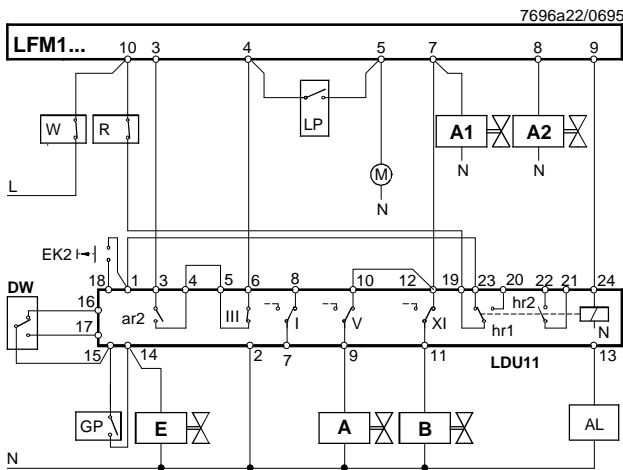 7696a22/0695
LFM1...
10 3 4 5 7 8 9
W R LP A1 A2
M N N
L N
EK2
18 1 3 4 5 6 8 10 12 19 23 20 22 21 24
DW
16 ar2 III I V XI hr2
17 hr1 N
15 14 2 7 9 11 LDU11 13
GP E A B AL
N